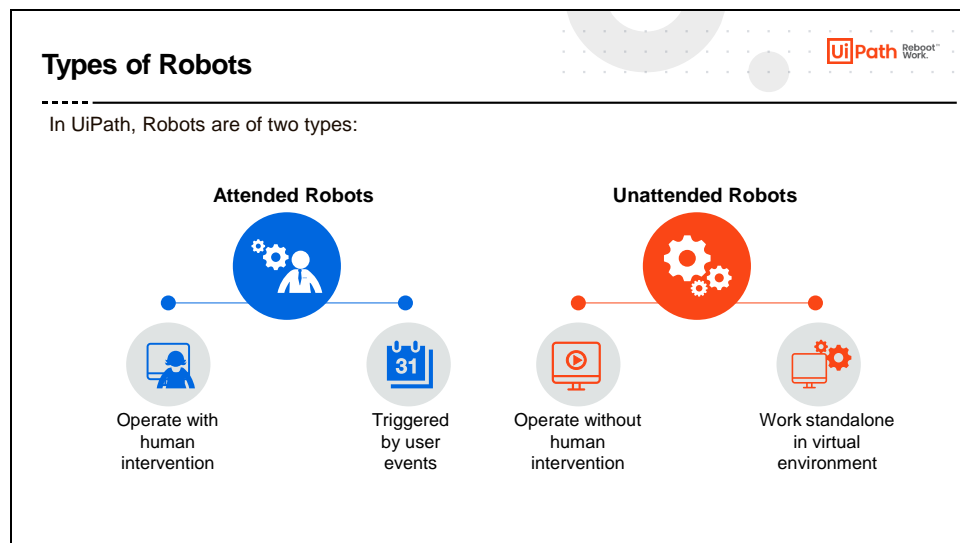 Types of Robots
UiPath Reboot™ Work.
In UiPath, Robots are of two types:
Attended Robots
Unattended Robots
31
Operate with
human
intervention
Triggered
by user
events
Operate without
human
intervention
Work standalone
in virtual
environment